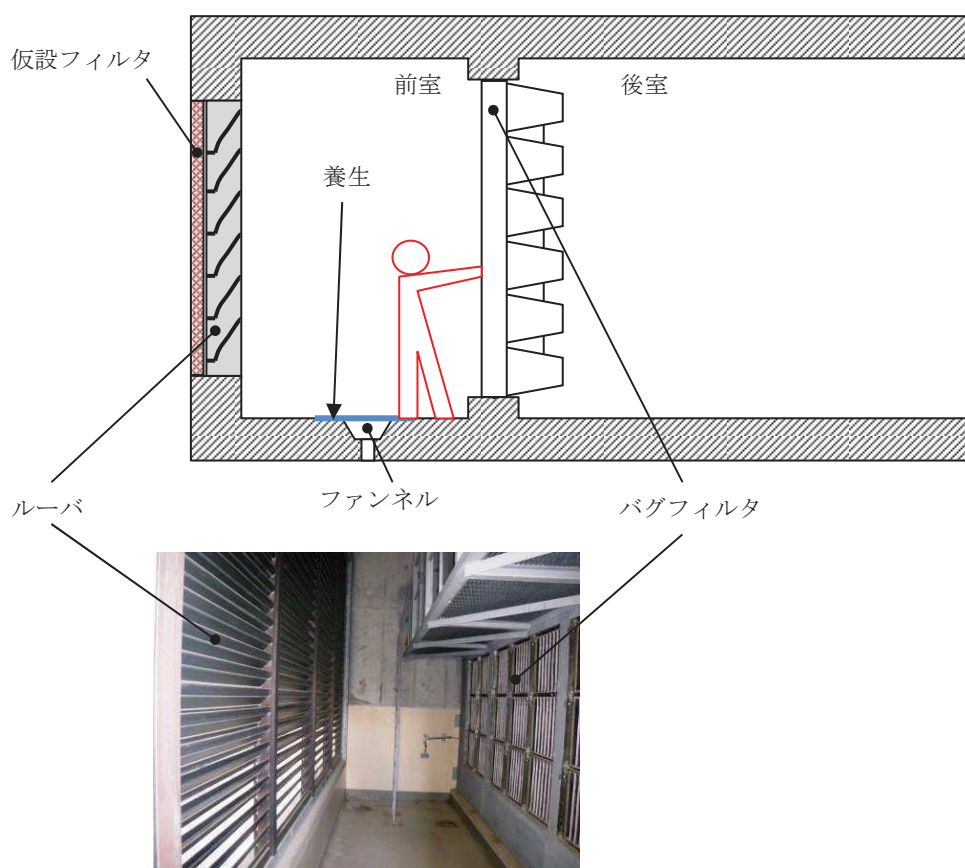 仮設フィルタ
前室
後室
養生
ルーバ
ファンネル
バグフィルタ